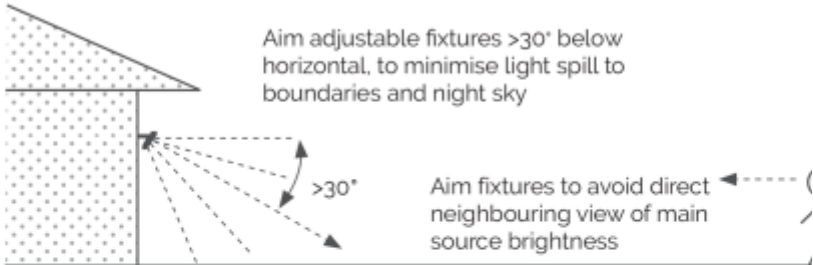 Aim adjustable fixtures >30° below
horizontal, to minimise light spill to
boundaries and night sky
>30°
Aim fixtures to avoid direct
neighbouring view of main
source brightness